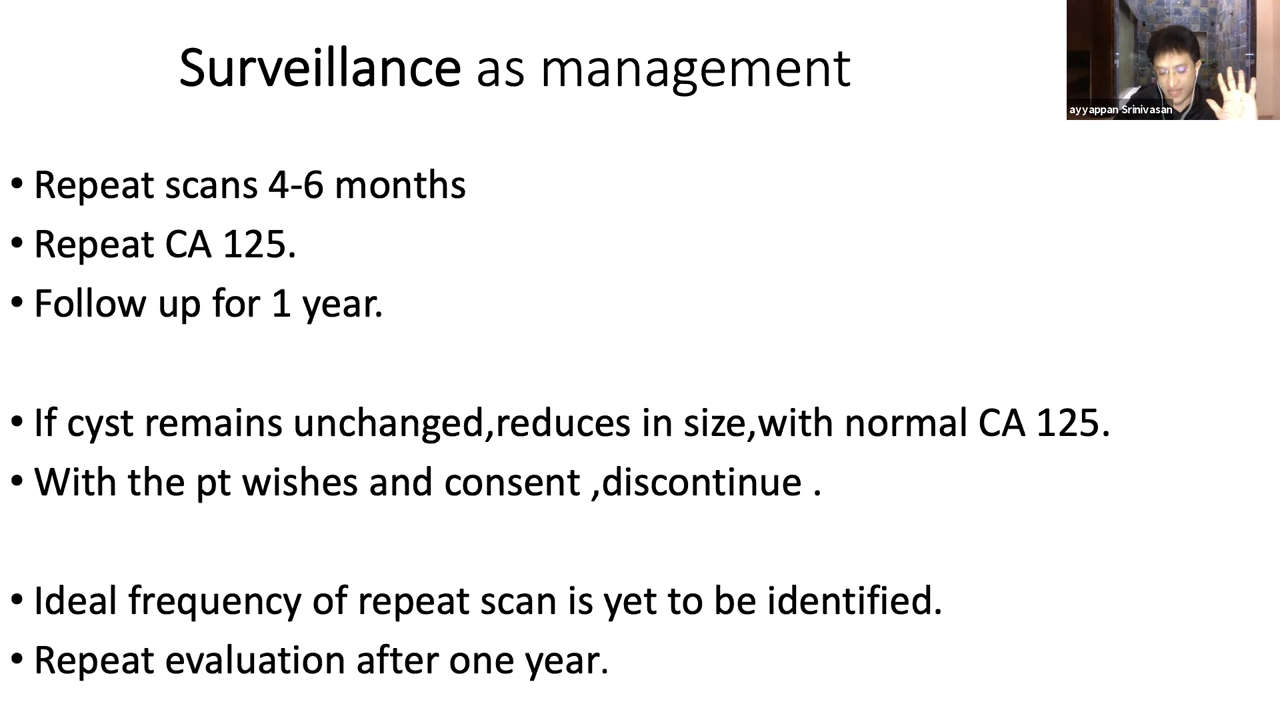 Surveillance as management
ayyappan Srinivasan
• Repeat scans 4-6 months
• Repeat CA 125.
• Follow up for 1 year.
• If cyst remains unchanged,reduces in size,with normal CA 125.
• With the pt wishes and consent ,discontinue .
• Ideal frequency of repeat scan is yet to be identified.
• Repeat evaluation after one year.